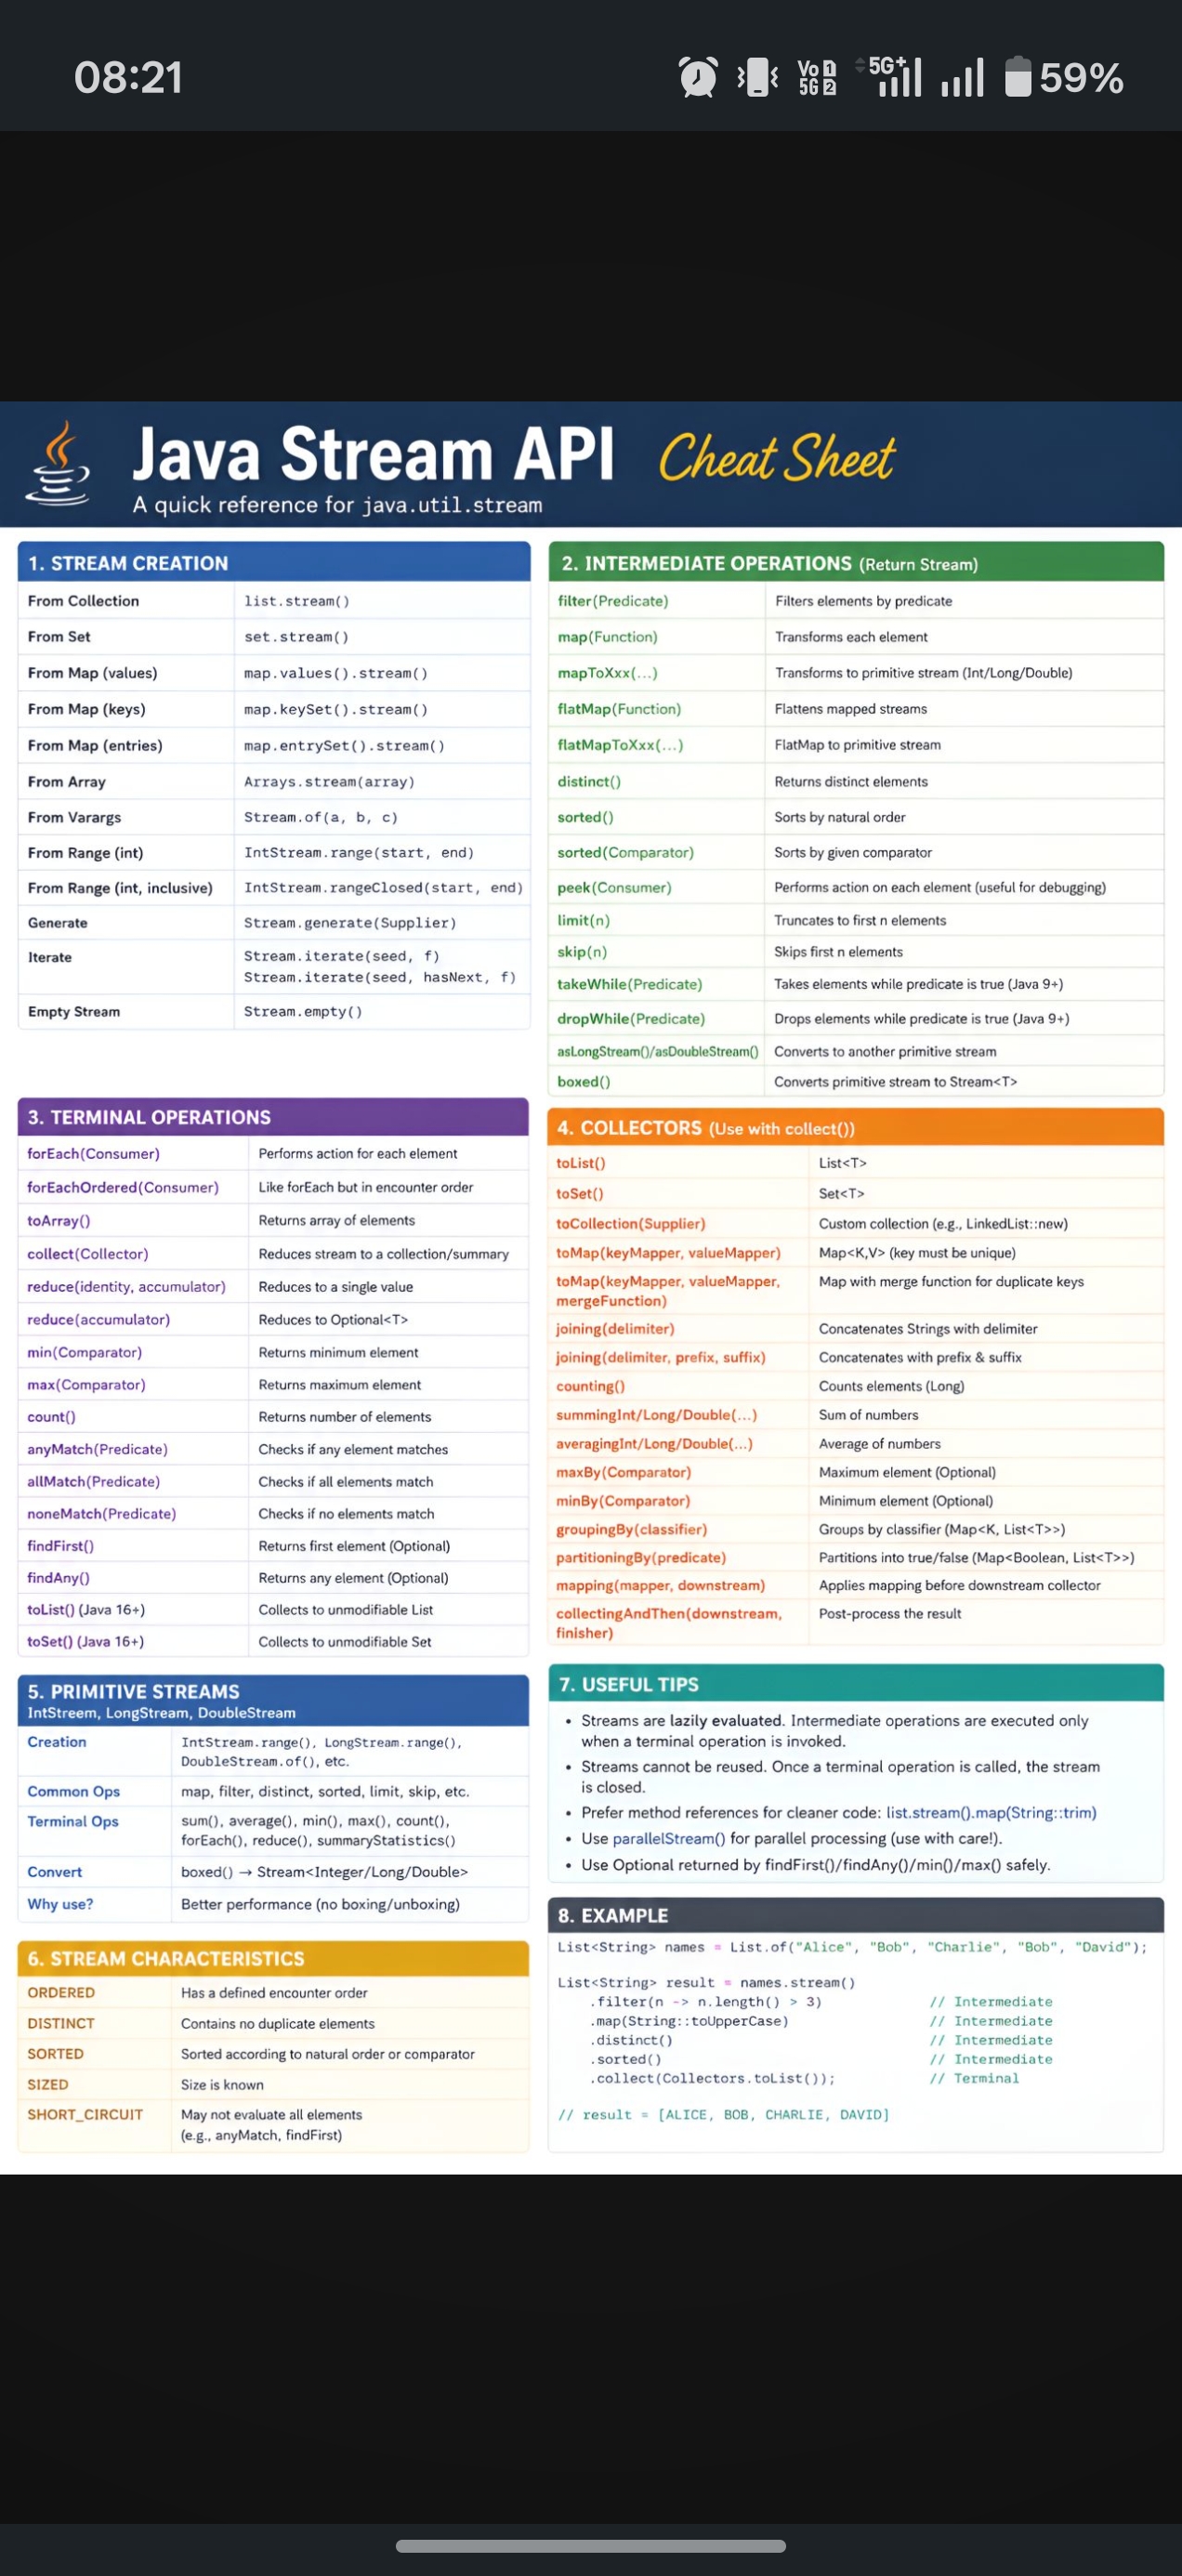 08:21
Vo 1
5G 2
5G+
59%
Java Stream API Cheat Sheet
A quick reference for java.util.stream
1. STREAM CREATION
From Collection list.stream()
From Set set.stream()
From Map (values) map.values().stream()
From Map (keys) map.keySet().stream()
From Map (entries) map.entrySet().stream()
From Array Arrays.stream(array)
From Varargs Stream.of(a, b, c)
From Range (int) IntStream.range(start, end)
From Range (int, inclusive) IntStream.rangeClosed(start, end)
Generate Stream.generate(Supplier)
Iterate Stream.iterate(seed, f)
Stream.iterate(seed, hasNext, f)
Empty Stream Stream.empty()
2. INTERMEDIATE OPERATIONS (Return Stream)
filter(Predicate) Filters elements by predicate
map(Function) Transforms each element
mapToXxx(...) Transforms to primitive stream (Int/Long/Double)
flatMap(Function) Flattens mapped streams
flatMapToXxx(...) FlatMap to primitive stream
distinct() Returns distinct elements
sorted() Sorts by natural order
sorted(Comparator) Sorts by given comparator
peek(Consumer) Performs action on each element (useful for debugging)
limit(n) Truncates to first n elements
skip(n) Skips first n elements
takeWhile(Predicate) Takes elements while predicate is true (Java 9+)
dropWhile(Predicate) Drops elements while predicate is true (Java 9+)
asLongStream()/asDoubleStream() Converts to another primitive stream
boxed() Converts primitive stream to Stream<T>
3. TERMINAL OPERATIONS
forEach(Consumer) Performs action for each element
forEachOrdered(Consumer) Like forEach but in encounter order
toArray() Returns array of elements
collect(Collector) Reduces stream to a collection/summary
reduce(identity, accumulator) Reduces to a single value
reduce(accumulator) Reduces to Optional<T>
min(Comparator) Returns minimum element
max(Comparator) Returns maximum element
count() Returns number of elements
anyMatch(Predicate) Checks if any element matches
allMatch(Predicate) Checks if all elements match
noneMatch(Predicate) Checks if no elements match
findFirst() Returns first element (Optional)
findAny() Returns any element (Optional)
toList() (Java 16+) Collects to unmodifiable List
toSet() (Java 16+) Collects to unmodifiable Set
4. COLLECTORS (Use with collect())
toList() List<T>
toSet() Set<T>
toCollection(Supplier) Custom collection (e.g., LinkedList::new)
toMap(keyMapper, valueMapper) Map<K,V> (key must be unique)
toMap(keyMapper, valueMapper, Map with merge function for duplicate keys
mergeFunction)
joining(delimiter) Concatenates Strings with delimiter
joining(delimiter, prefix, suffix) Concatenates with prefix & suffix
counting() Counts elements (Long)
summingInt/Long/Double(...) Sum of numbers
averagingInt/Long/Double(...) Average of numbers
maxBy(Comparator) Maximum element (Optional)
minBy(Comparator) Minimum element (Optional)
groupingBy(classifier) Groups by classifier (Map<K, List<T>>)
partitioningBy(predicate) Partitions into true/false (Map<Boolean, List<T>>)
mapping(mapper, downstream) Applies mapping before downstream collector
collectingAndThen(downstream, Post-process the result
finisher)
5. PRIMITIVE STREAMS
IntStreem, LongStream, DoubleStream
Creation IntStream.range(), LongStream.range(),
DoubleStream.of(), etc.
Common Ops map, filter, distinct, sorted, limit, skip, etc.
Terminal Ops sum(), average(), min(), max(), count(),
forEach(), reduce(), summaryStatistics()
Convert boxed() → Stream<Integer/Long/Double>
Why use? Better performance (no boxing/unboxing)
6. STREAM CHARACTERISTICS
ORDERED Has a defined encounter order
DISTINCT Contains no duplicate elements
SORTED Sorted according to natural order or comparator
SIZED Size is known
SHORT_CIRCUIT May not evaluate all elements
(e.g., anyMatch, findFirst)
7. USEFUL TIPS
• Streams are lazily evaluated. Intermediate operations are executed only
when a terminal operation is invoked.
• Streams cannot be reused. Once a terminal operation is called, the stream
is closed.
• Prefer method references for cleaner code: list.stream().map(String::trim)
• Use parallelStream() for parallel processing (use with care!).
• Use Optional returned by findFirst()/findAny()/min()/max() safely.
8. EXAMPLE
List<String> names = List.of("Alice", "Bob", "Charlie", "Bob", "David");
List<String> result = names.stream()
.filter(n -> n.length() > 3) // Intermediate
.map(String::toUpperCase) // Intermediate
.distinct() // Intermediate
.sorted() // Intermediate
.collect(Collectors.toList()); // Terminal
// result = [ALICE, BOB, CHARLIE, DAVID]